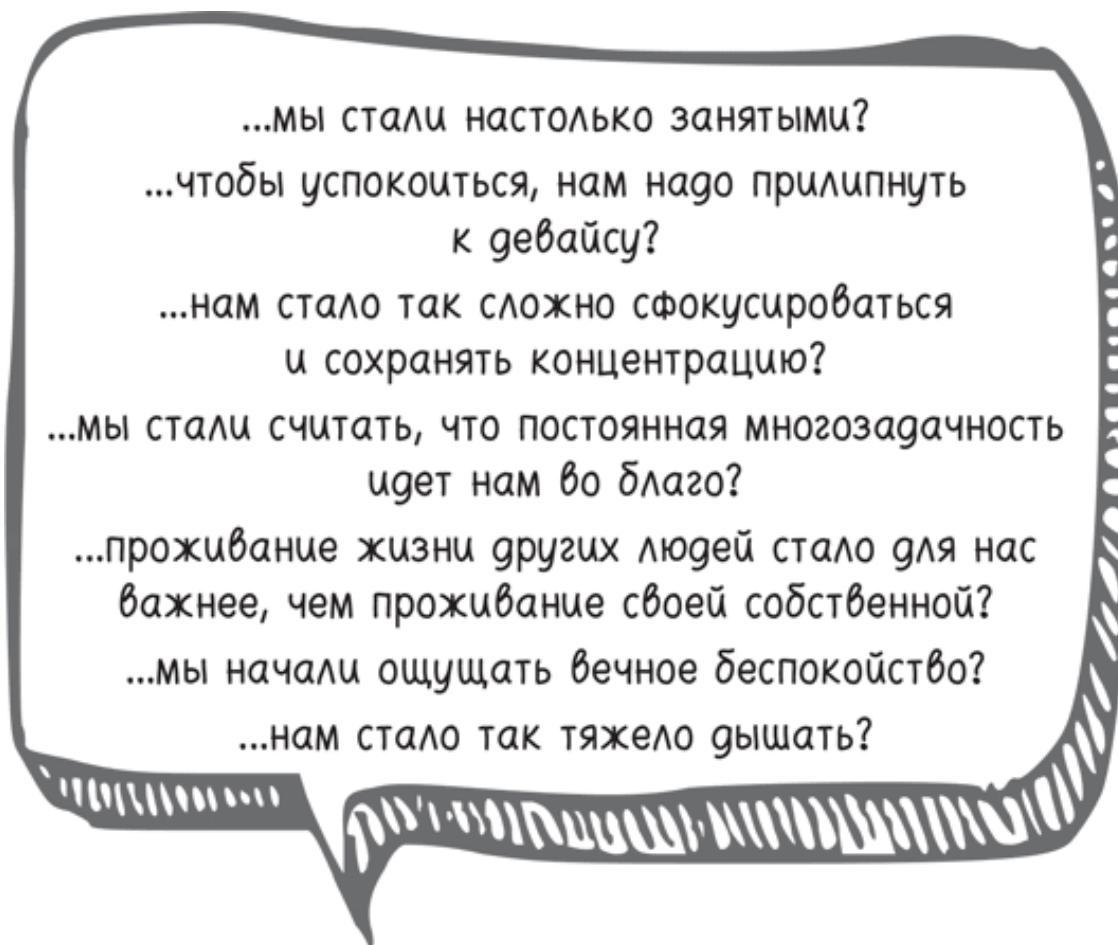 ...мы стали настолько занятыми?
...чтобы успокоиться, нам надо прилипнуть
к девайсу?
...нам стало так сложно сфокусироваться
и сохранять концентрацию?
...мы стали считать, что постоянная многозадачность
идет нам во благо?
...проживание жизни других людей стало для нас
важнее, чем проживание своей собственной?
...мы начали ощущать вечное беспокойство?
...нам стало так тяжело дышать?